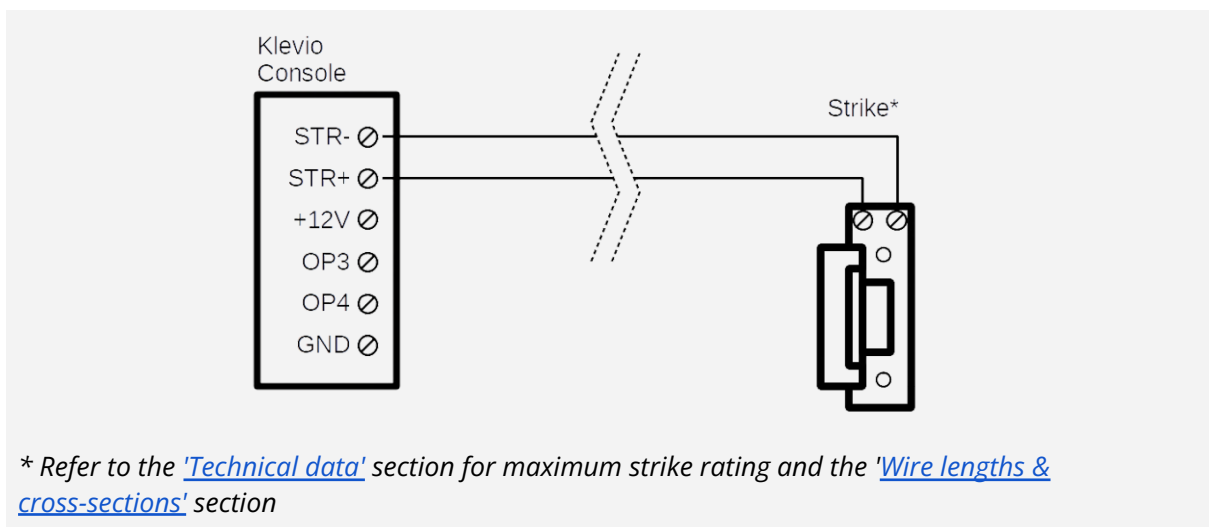 Klevio
Console
Strike*
STR-
STR+
+12V
OP3
OP4
GND
* Refer to the 'Technical data' section for maximum strike rating and the 'Wire lengths &
cross-sections' section